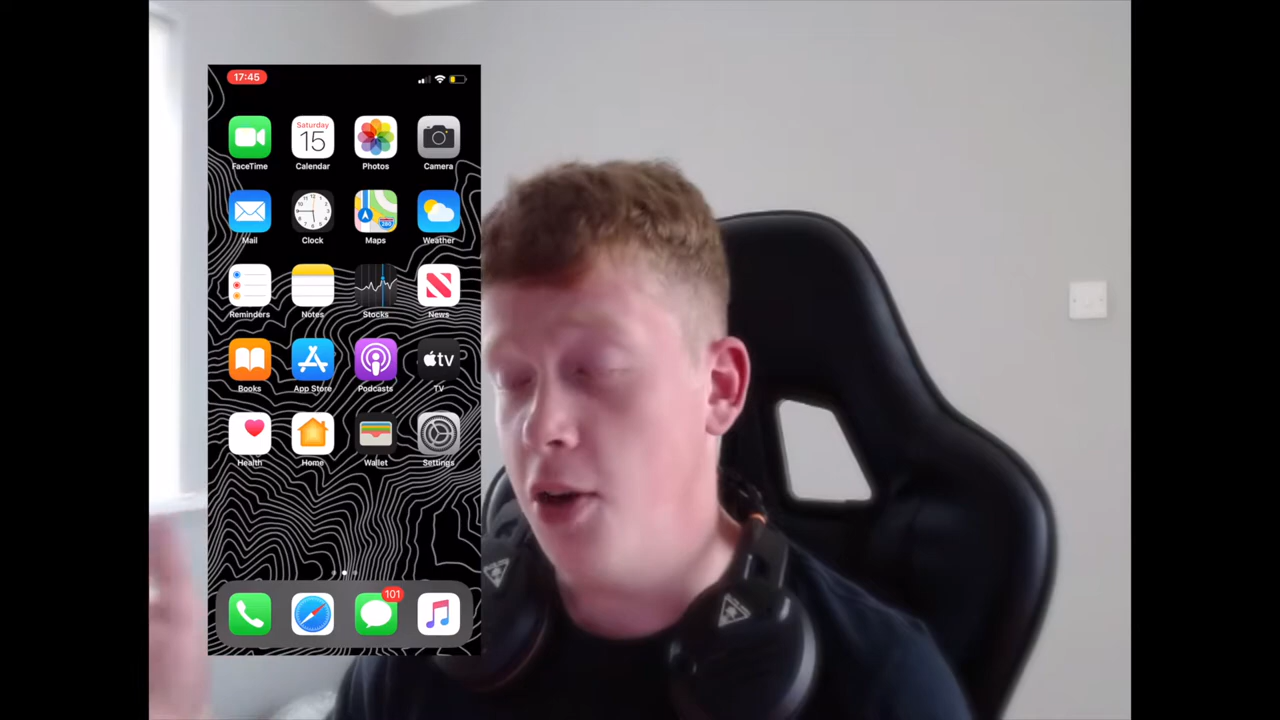 17:45
Saturday
15
FaceTime
Calendar
Photos
Camera
Mail
Clock
Maps
Weather
Reminders
Notes
Stocks
News
Books
App Store
Podcasts
tv
TV
Health
Home
Wallet
Settings
101